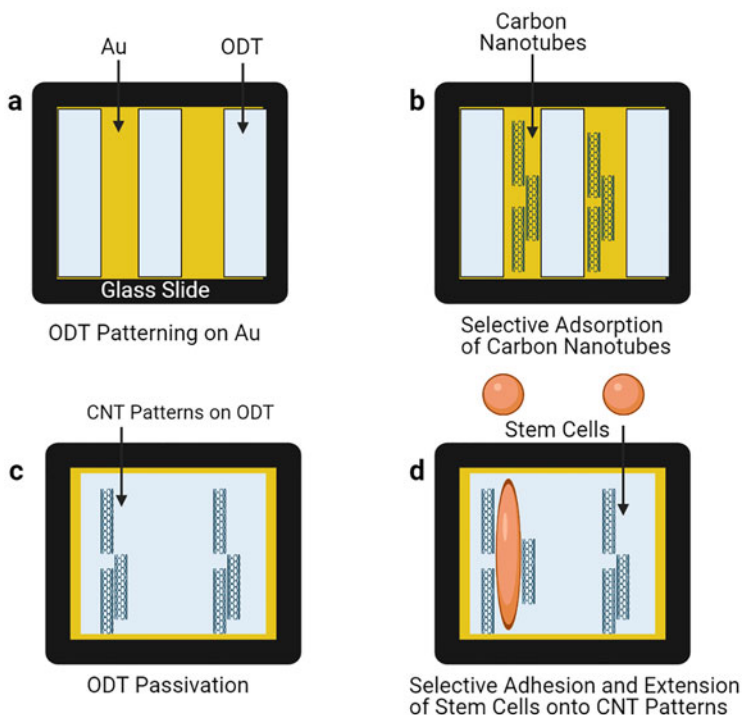 Au
ODT
a
Glass Slide
ODT Patterning on Au
Carbon
Nanotubes
b
Selective Adsorption
of Carbon Nanotubes
CNT Patterns on ODT
c
ODT Passivation
Stem Cells
d
Selective Adhesion and Extension
of Stem Cells onto CNT Patterns